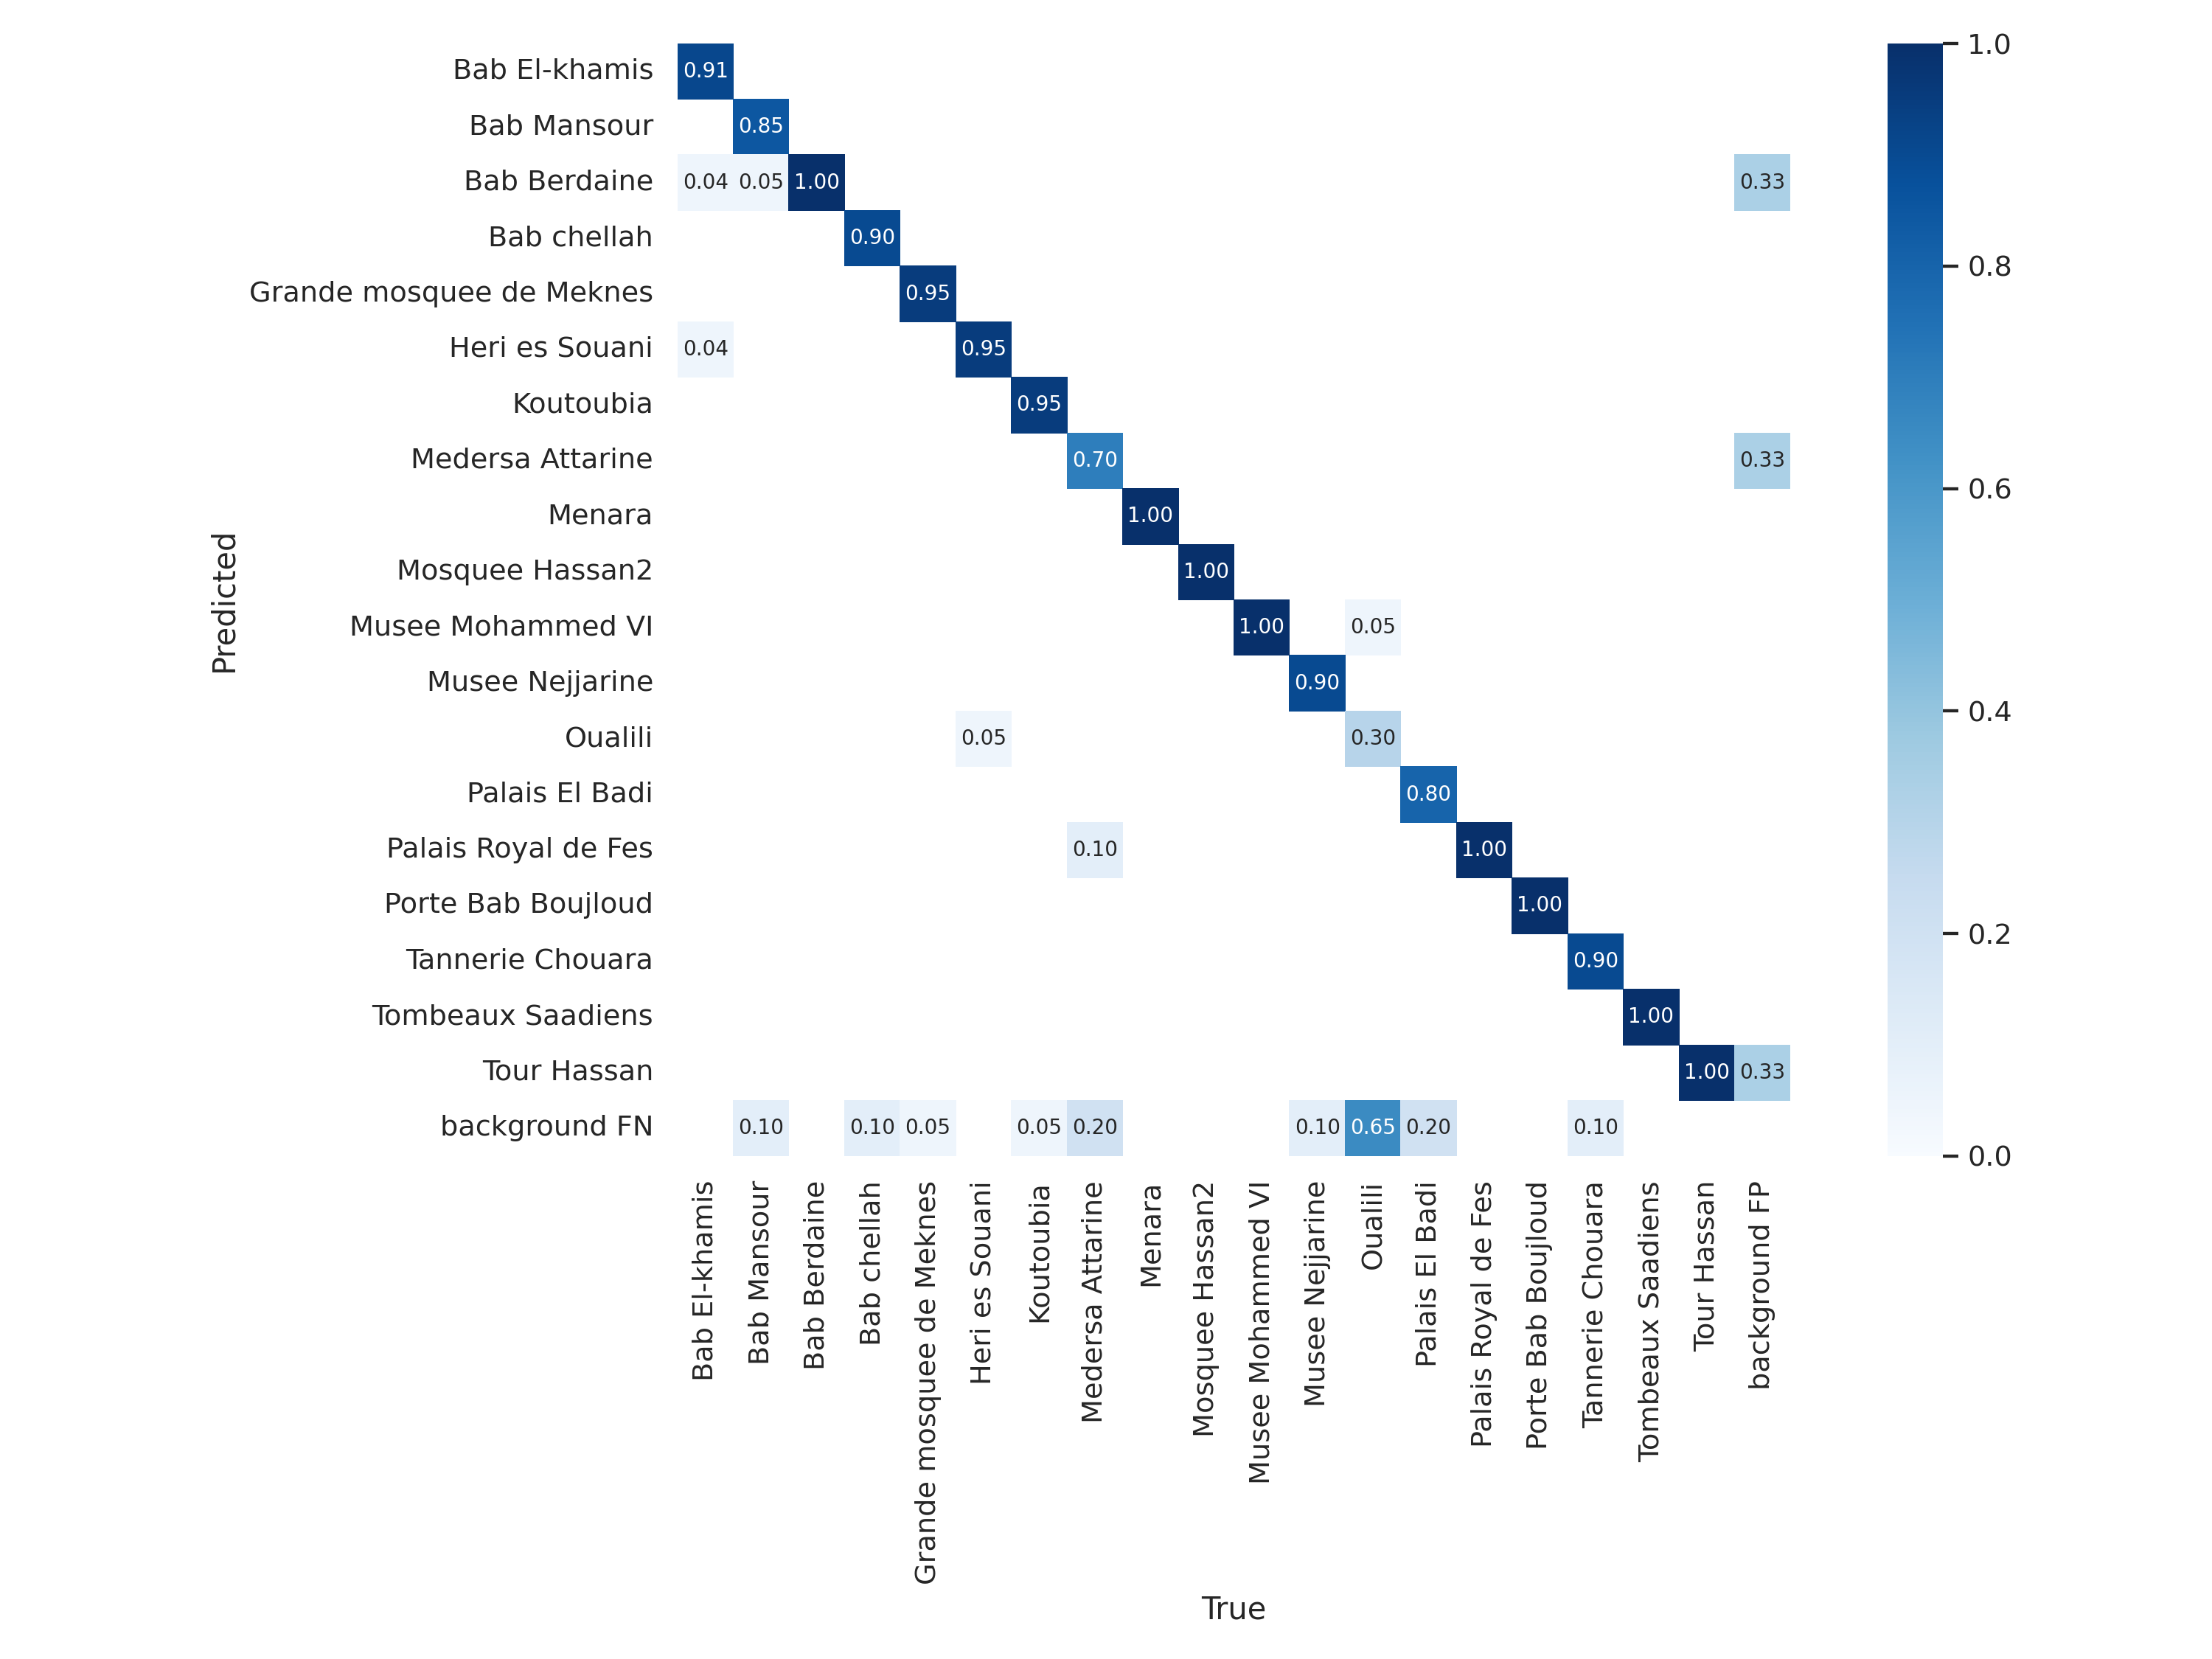 Bab El-khamis 0.91 1.0
Bab Mansour 0.85
Bab Berdaine 0.04 0.05 1.00 0.33
Bab chellah 0.90 0.8
Grande mosquee de Meknes 0.95
Heri es Souani 0.04 0.95
Koutoubia 0.95
Medersa Attarine 0.70 0.33 0.6
Menara 1.00
Mosquee Hassan2 1.00
Predicted
Musee Mohammed VI 1.00 0.05
Musee Nejjarine 0.90
Oualili 0.05 0.30 0.4
Palais El Badi 0.80
Palais Royal de Fes 0.10 1.00
Porte Bab Boujloud 1.00
Tannerie Chouara 0.90 0.2
Tombeaux Saadiens 1.00
Tour Hassan 1.00 0.33
background FN 0.10 0.10 0.05 0.05 0.20 0.10 0.65 0.20 0.10 0.0
Bab El-khamis
Bab Mansour
Bab Berdaine
Bab chellah
Grande mosquee de Meknes
Heri es Souani
Koutoubia
Medersa Attarine
Menara
Mosquee Hassan2
Musee Mohammed VI
Musee Nejjarine
Oualili
Palais El Badi
Palais Royal de Fes
Porte Bab Boujloud
Tannerie Chouara
Tombeaux Saadiens
Tour Hassan
background FP
True